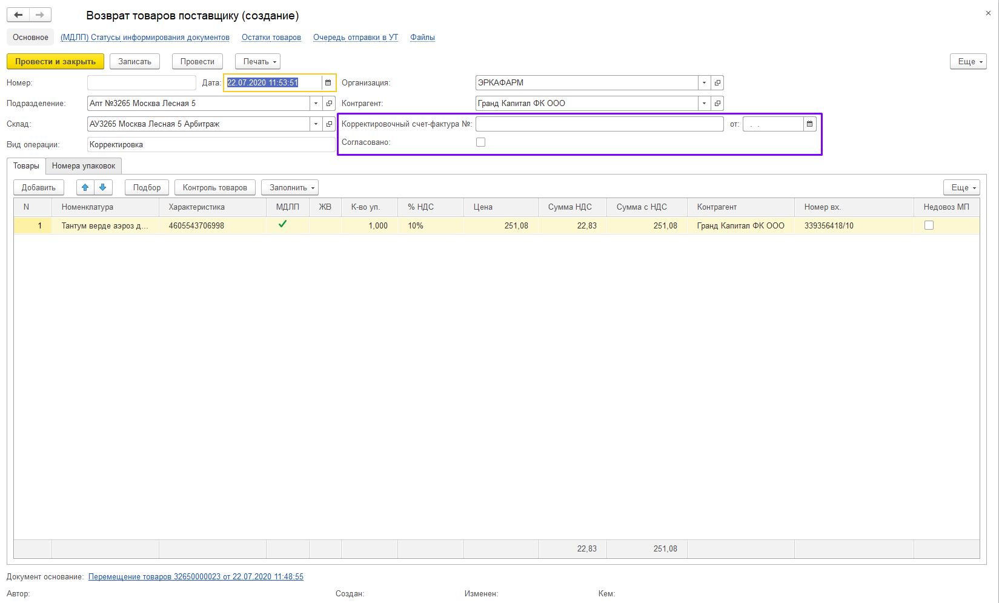 Возврат товаров поставщику (создание)
Основное (МДЛП) Статусы информирования документов Остатки товаров Очередь отправки в УТ Файлы
Провести и закрыть Записать Провести Печать Еще
Номер: Дата: 22.07.2020 11:53:51 Организация: ЭРКАФАРМ
Подразделение: Апт №3265 Москва Лесная 5 Контрагент: Гранд Капитал ФК ООО
Склад: АУ3265 Москва Лесная 5 Арбитраж Корректировочный счет-фактура №: от: . .
Вид операции: Корректировка Согласовано:
Товары Номера упаковок
Добавить Подбор Контроль товаров Заполнить Еще
N Номенклатура Характеристика МДЛП ЖВ К-во уп. % НДС Цена Сумма НДС Сумма с НДС Контрагент Номер вх. Недовоз МП
1 Тантум верде аэроз д... 4605543706998 1,000 10% 251,08 22,83 251,08 Гранд Капитал ФК ООО 339356418/10
22,83 251,08
Документ основание: Перемещение товаров 32650000023 от 22.07.2020 11:48:55
Автор: Создан: Изменен: Кем: